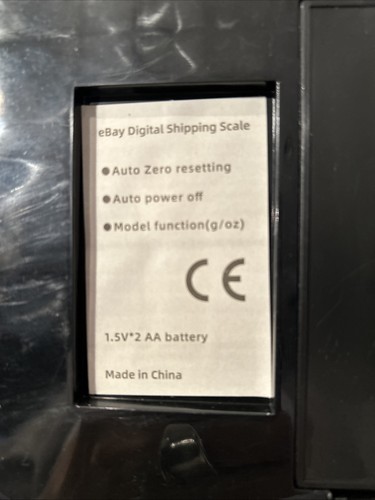 eBay Digital Shipping Scale
●Auto Zero resetting
●Auto power off
●Model function(g/oz)
CE
1.5V*2 AA battery
Made in China